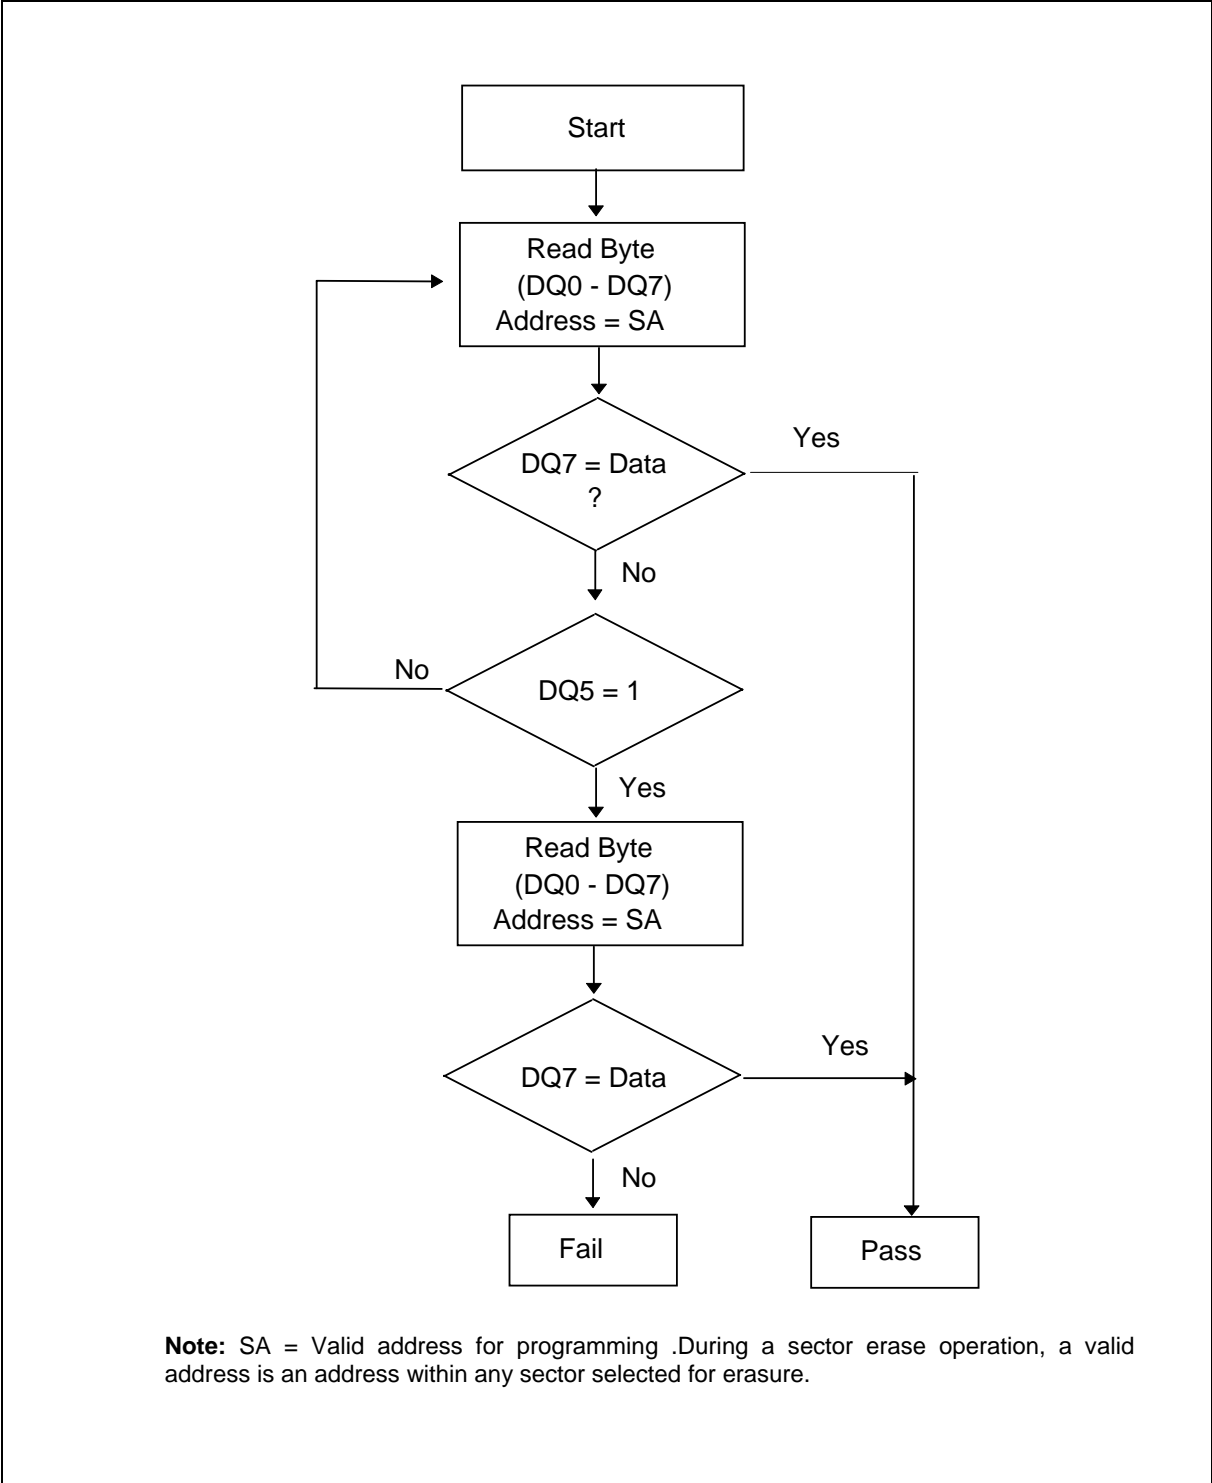 Start
Read Byte
(DQ0 - DQ7)
Address = SA
Yes
DQ7 = Data
?
No
No
DQ5 = 1
Yes
Read Byte
(DQ0 - DQ7)
Address = SA
Yes
DQ7 = Data
No
Fail
Pass
Note: SA = Valid address for programming .During a sector erase operation, a valid
address is an address within any sector selected for erasure.